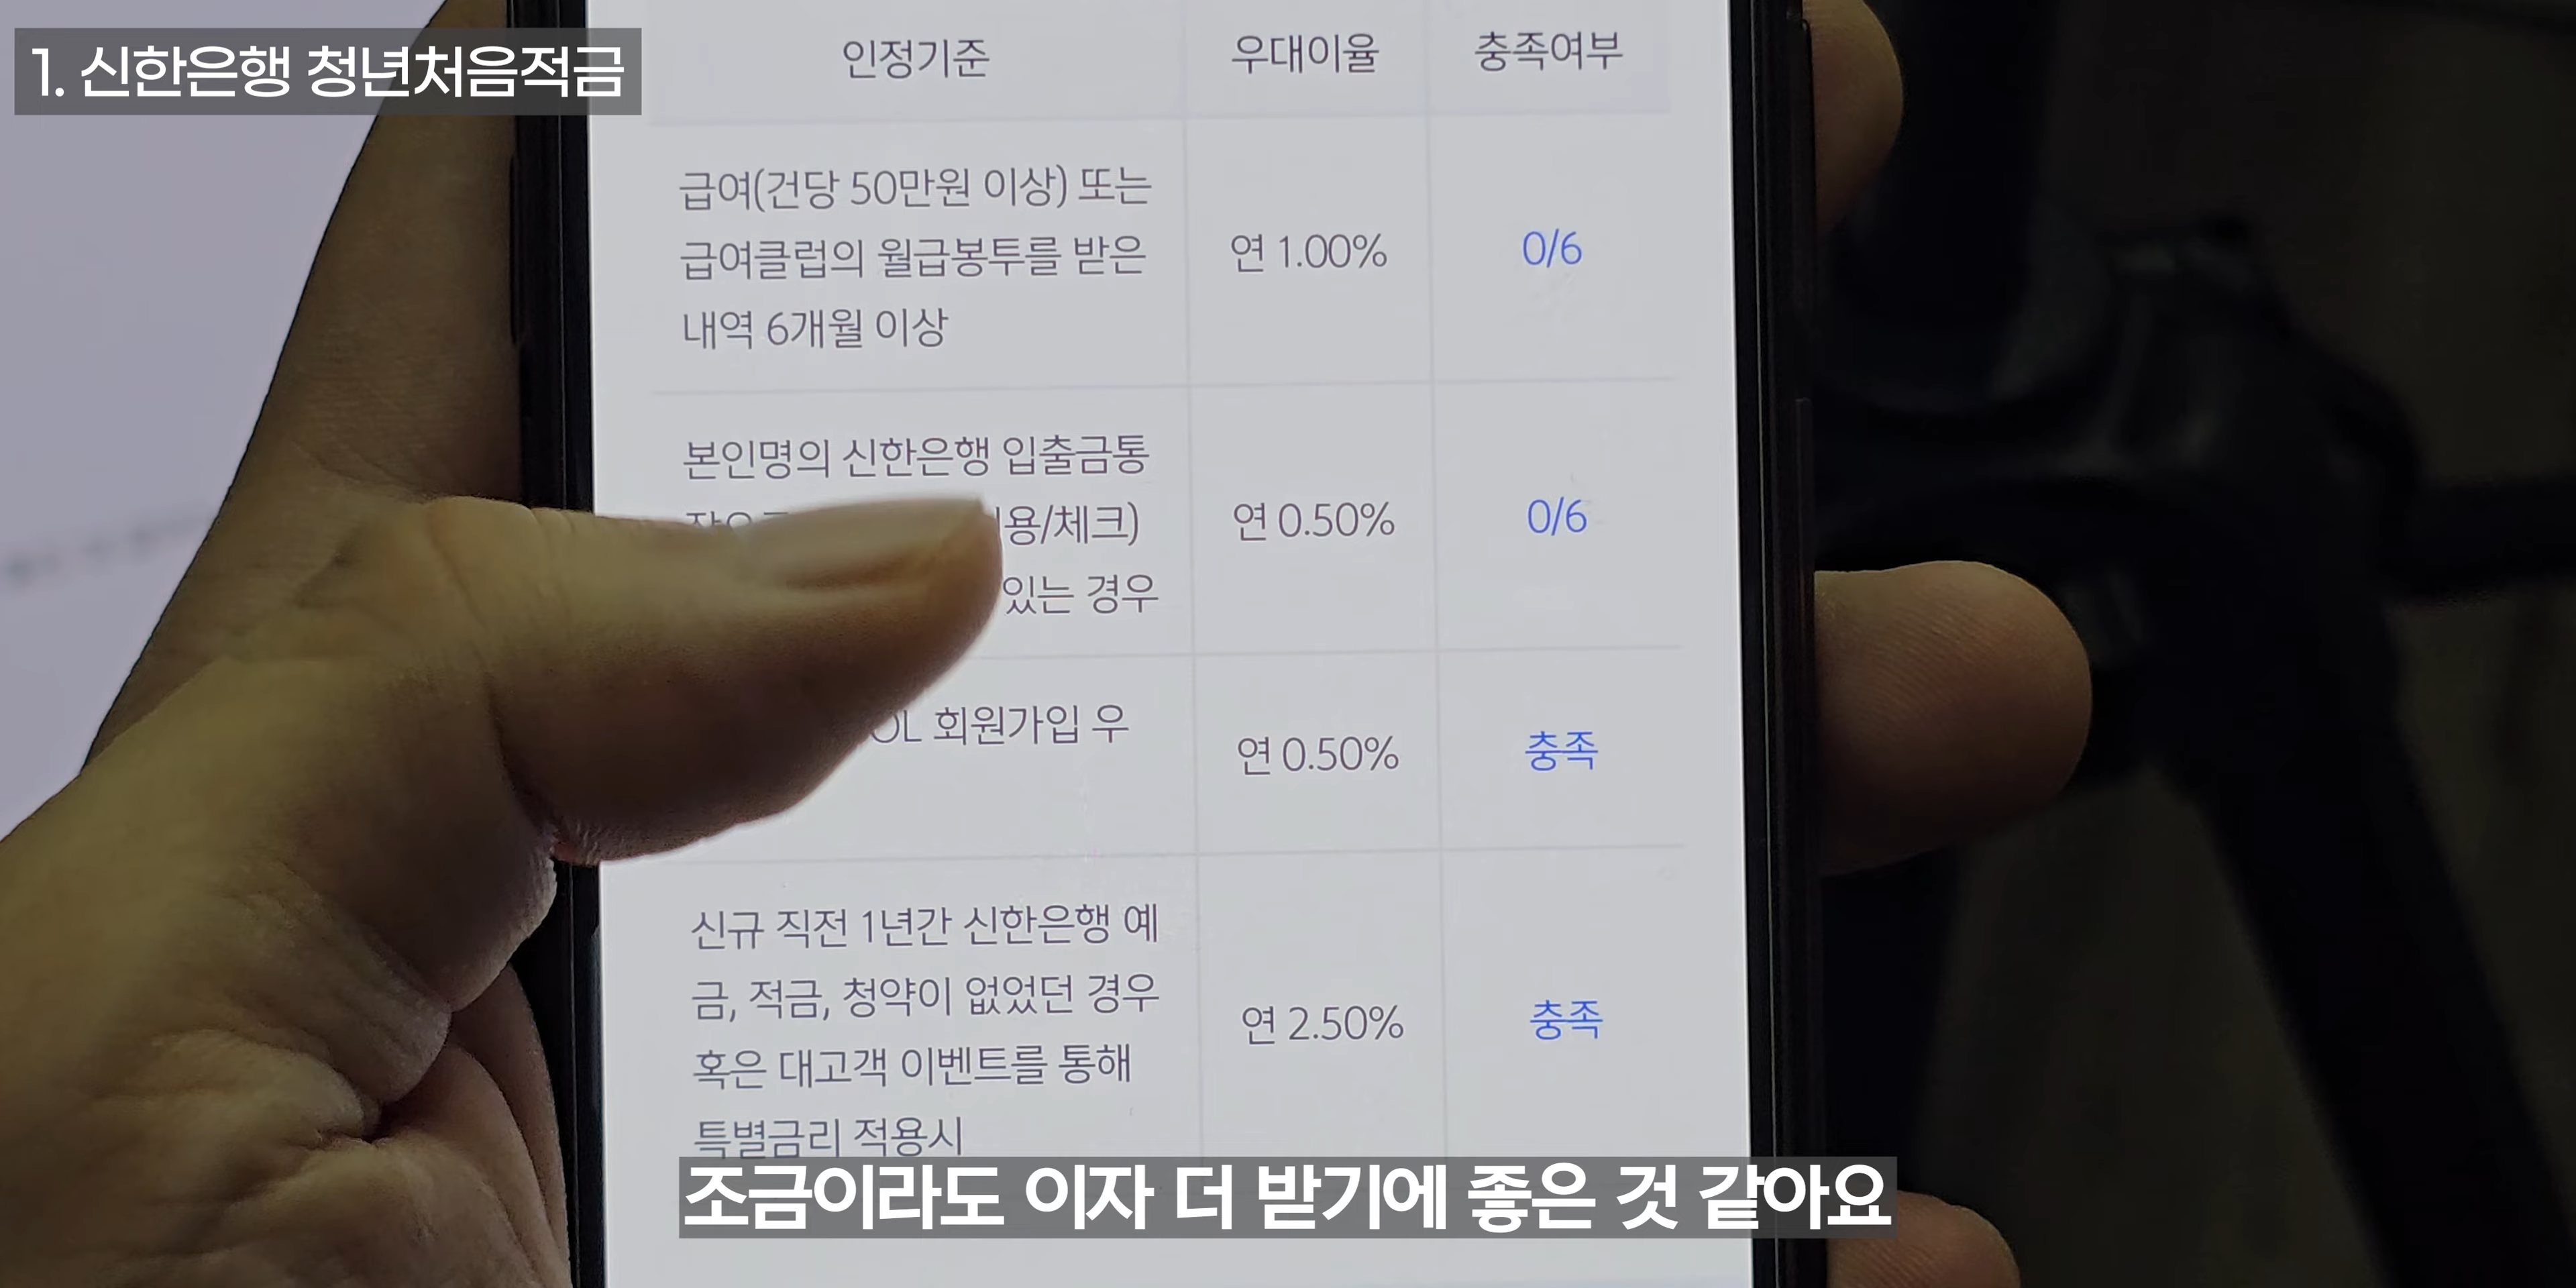 1. 신한은행 청년처음적금
인정기준 우대이율 충족여부
급여(건당 50만원 이상) 또는
급여클럽의 월급봉투를 받은
내역 6개월 이상
연 1.00% 0/6
본인명의 신한은행 입출금통
용/체크)
있는 경우
연 0.50% 0/6
OL 회원가입 우
연 0.50% 충족
신규 직전 1년간 신한은행 예
금, 적금, 청약이 없었던 경우
혹은 대고객 이벤트를 통해
특별금리 적용시
연 2.50% 충족
조금이라도 이자 더 받기에 좋은 것 같아요